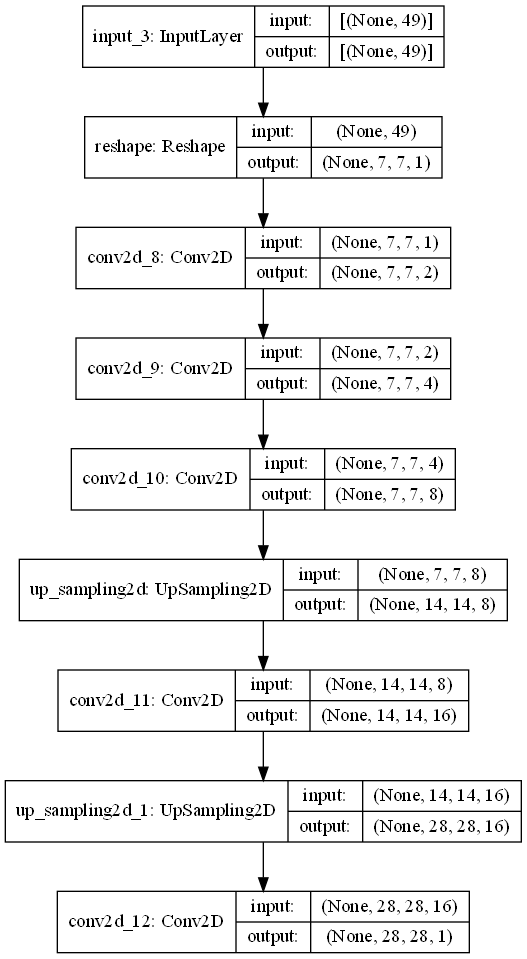 input_3: InputLayer
input:
[(None, 49)]
output:
[(None, 49)]
reshape: Reshape
input:
(None, 49)
output:
(None, 7, 7, 1)
conv2d_8: Conv2D
input:
(None, 7, 7, 1)
output:
(None, 7, 7, 2)
conv2d_9: Conv2D
input:
(None, 7, 7, 2)
output:
(None, 7, 7, 4)
conv2d_10: Conv2D
input:
(None, 7, 7, 4)
output:
(None, 7, 7, 8)
up_sampling2d: UpSampling2D
input:
(None, 7, 7, 8)
output:
(None, 14, 14, 8)
conv2d_11: Conv2D
input:
(None, 14, 14, 8)
output:
(None, 14, 14, 16)
up_sampling2d_1: UpSampling2D
input:
(None, 14, 14, 16)
output:
(None, 28, 28, 16)
conv2d_12: Conv2D
input:
(None, 28, 28, 16)
output:
(None, 28, 28, 1)